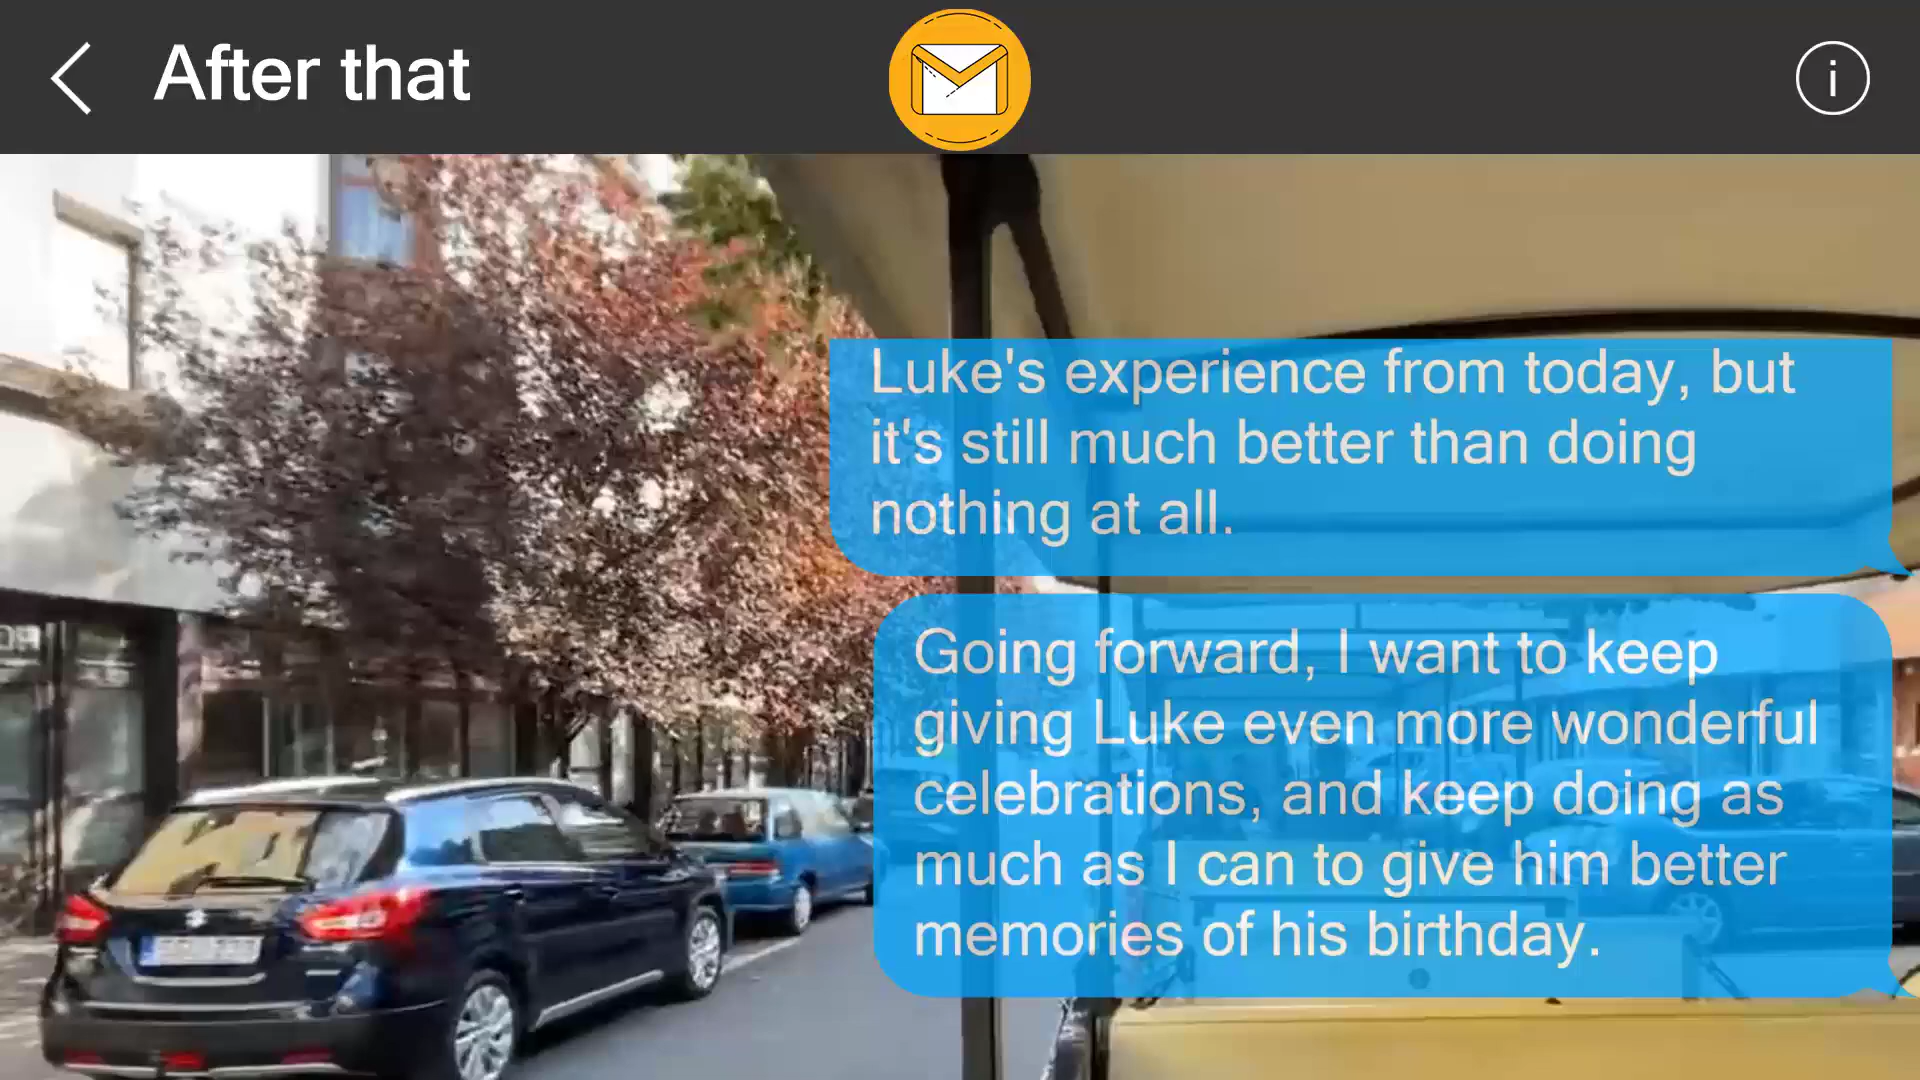 After that
Luke's experience from today, but
it's still much better than doing
nothing at all.
Going forward, I want to keep
giving Luke even more wonderful
celebrations, and keep doing as
much as I can to give him better
memories of his birthday.